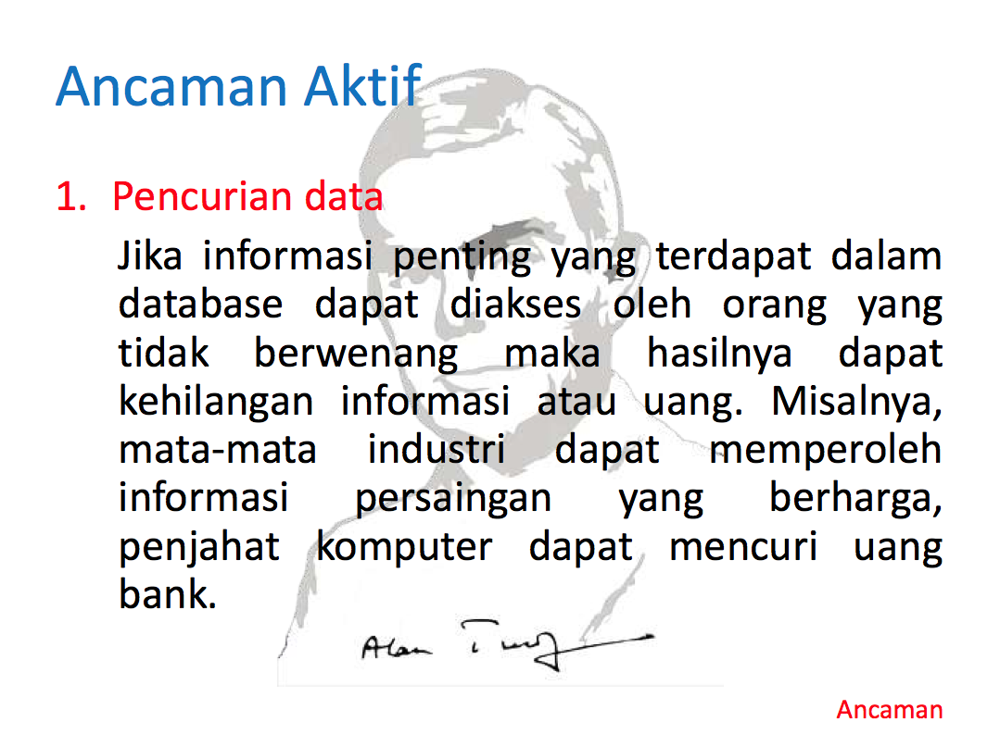 Ancaman Aktif
1. Pencurian data
Jika informasi penting yang terdapat dalam
database dapat diakses oleh orang yang
tidak berwenang maka hasilnya dapat
kehilangan informasi atau uang. Misalnya,
mata-mata industri dapat memperoleh
informasi persaingan yang berharga,
penjahat komputer dapat mencuri uang
bank.
Alan Turing
Ancaman